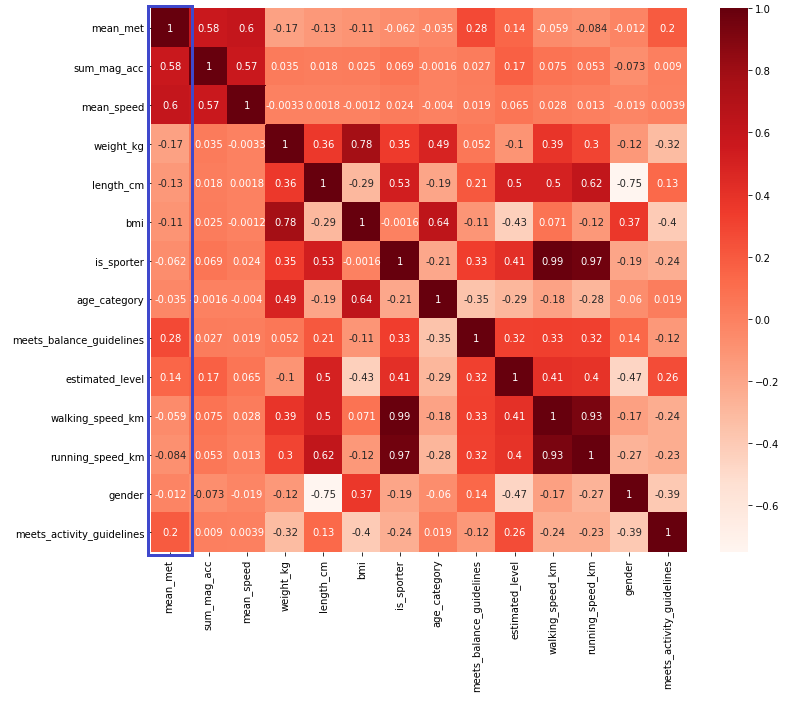 mean_met 1 0.58 0.6 -0.17 -0.13 -0.11 -0.062 -0.035 0.28 0.14 -0.059 -0.084 -0.012 0.2
sum_mag_acc 0.58 1 0.57 0.035 0.018 0.025 0.069 -0.0016 0.027 0.17 0.075 0.053 -0.073 0.009
mean_speed 0.6 0.57 1 -0.0033 0.0018 -0.0012 0.024 -0.004 0.019 0.065 0.028 0.013 -0.019 0.0039
weight_kg -0.17 0.035 -0.0033 1 0.36 0.78 0.35 0.49 0.052 -0.1 0.39 0.3 -0.12 -0.32
length_cm -0.13 0.018 0.0018 0.36 1 -0.29 0.53 -0.19 0.21 0.5 0.5 0.62 -0.75 0.13
bmi -0.11 0.025 -0.0012 0.78 -0.29 1 -0.0016 0.64 -0.11 -0.43 0.071 -0.12 0.37 -0.4
is_sporter -0.062 0.069 0.024 0.35 0.53 -0.0016 1 -0.21 0.33 0.41 0.99 0.97 -0.19 -0.24
age_category -0.035 0.0016 -0.004 0.49 -0.19 0.64 -0.21 1 -0.35 -0.29 -0.18 -0.28 -0.06 0.019
meets_balance_guidelines 0.28 0.027 0.019 0.052 0.21 -0.11 0.33 -0.35 1 0.32 0.33 0.32 0.14 -0.12
estimated_level 0.14 0.17 0.065 -0.1 0.5 -0.43 0.41 -0.29 0.32 1 0.41 0.4 -0.47 0.26
walking_speed_km -0.059 0.075 0.028 0.39 0.5 0.071 0.99 -0.18 0.33 0.41 1 0.93 -0.17 -0.24
running_speed_km -0.084 0.053 0.013 0.3 0.62 -0.12 0.97 -0.28 0.32 0.4 0.93 1 -0.27 -0.23
gender -0.012 -0.073 -0.019 -0.12 -0.75 0.37 -0.19 -0.06 0.14 -0.47 -0.17 -0.27 1 -0.39
meets_activity_guidelines 0.2 0.009 0.0039 -0.32 0.13 -0.4 -0.24 0.019 -0.12 0.26 -0.24 -0.23 -0.39 1
mean_met
sum_mag_acc
mean_speed
weight_kg
length_cm
bmi
is_sporter
age_category
meets_balance_guidelines
estimated_level
walking_speed_km
running_speed_km
gender
meets_activity_guidelines
1.0
0.8
0.6
0.4
0.2
0.0
−0.2
−0.4
−0.6